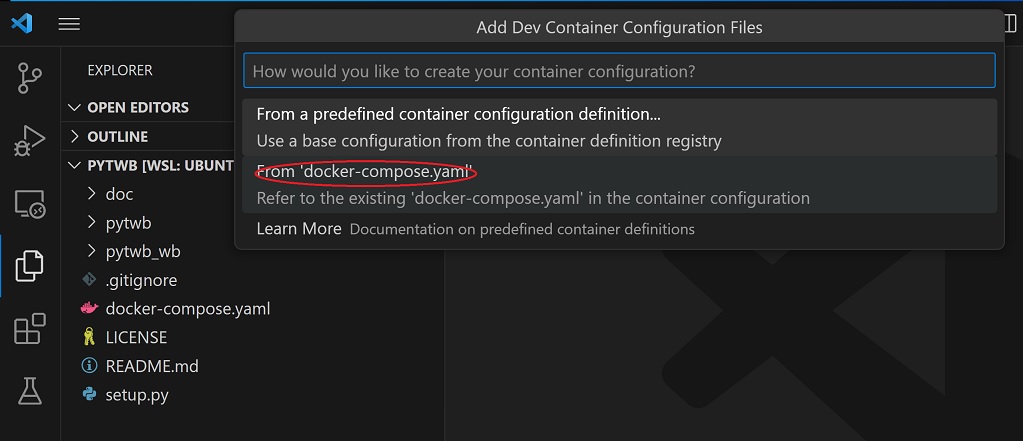 Add Dev Container Configuration Files
How would you like to create your container configuration?
From a predefined container configuration definition...
Use a base configuration from the container definition registry
From 'docker-compose.yaml'
Refer to the existing 'docker-compose.yaml' in the container configuration
Learn More Documentation on predefined container definitions
EXPLORER
OPEN EDITORS
OUTLINE
PYTWB [WSL: UBUNT
doc
pytwb
pytwb_wb
.gitignore
docker-compose.yaml
LICENSE
README.md
setup.py